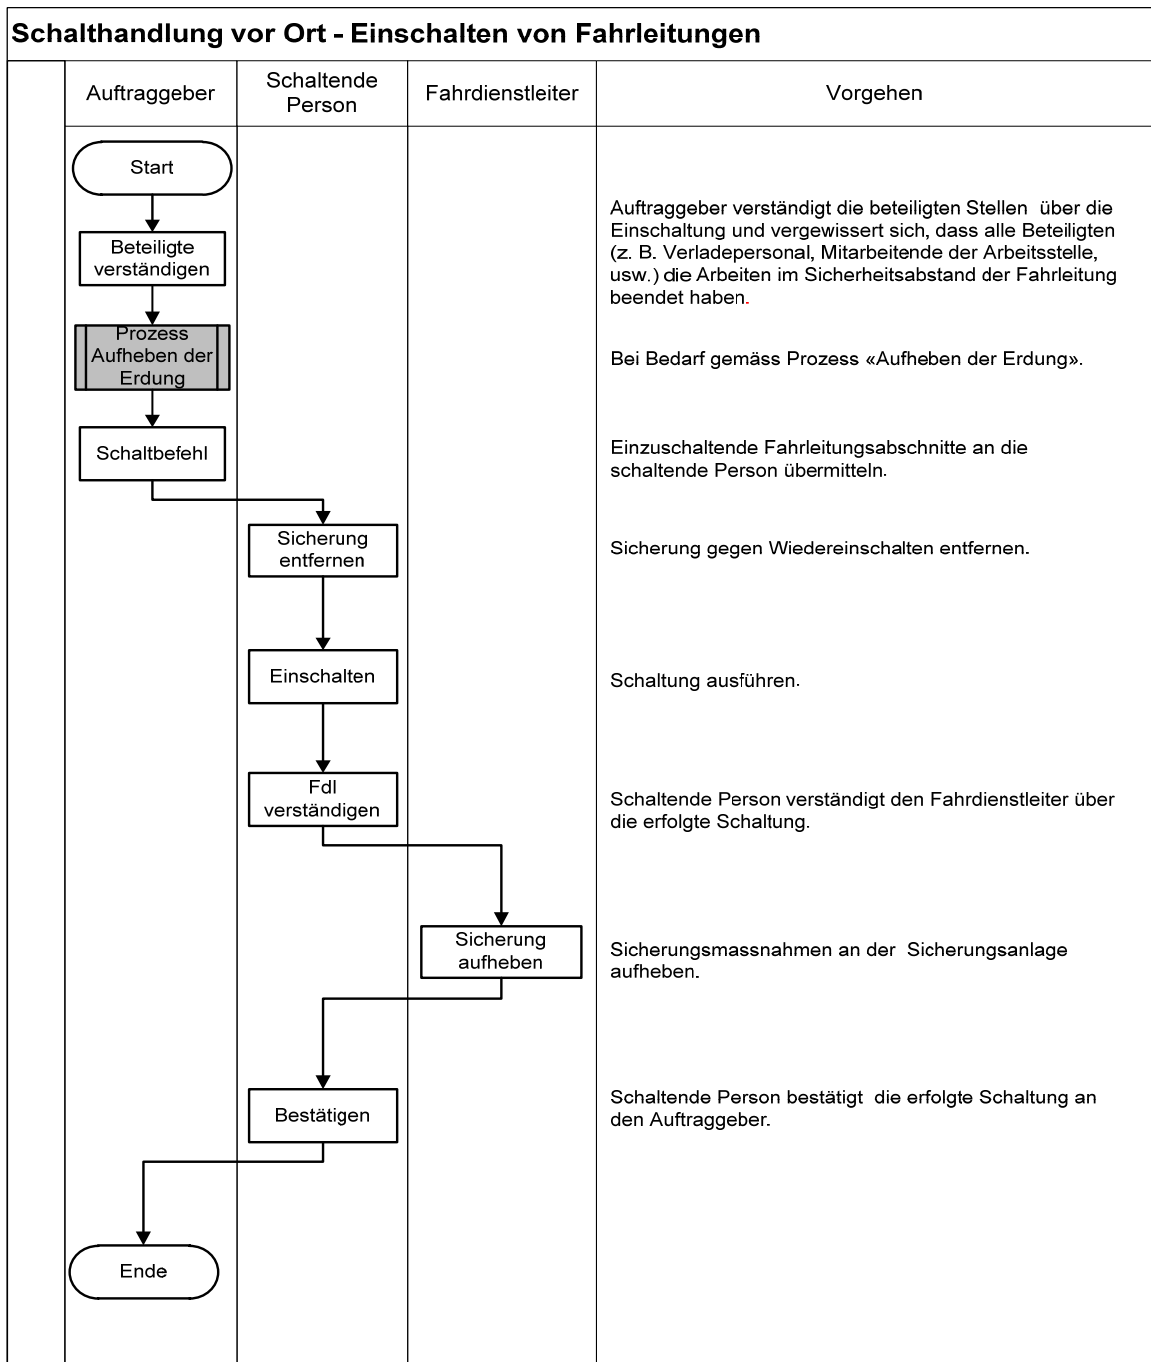 Schalthandlung vor Ort - Einschalten von Fahrleitungen
Auftraggeber
Schaltende
Person
Fahrdienstleiter
Vorgehen
Start
Beteiligte
verständigen
Auftraggeber verständigt die beteiligten Stellen über die
Einschaltung und vergewissert sich, dass alle Beteiligten
(z. B. Verladepersonal, Mitarbeitende der Arbeitsstelle,
usw.) die Arbeiten im Sicherheitsabstand der Fahrleitung
beendet haben.
Prozess
Aufheben der
Erdung
Bei Bedarf gemäss Prozess «Aufheben der Erdung».
Schaltbefehl
Einzuschaltende Fahrleitungsabschnitte an die
schaltende Person übermitteln.
Sicherung
entfernen
Sicherung gegen Wiedereinschalten entfernen.
Einschalten
Schaltung ausführen.
Fdl
verständigen
Schaltende Person verständigt den Fahrdienstleiter über
die erfolgte Schaltung.
Sicherung
aufheben
Sicherungsmassnahmen an der Sicherungsanlage
aufheben.
Bestätigen
Schaltende Person bestätigt die erfolgte Schaltung an
den Auftraggeber.
Ende